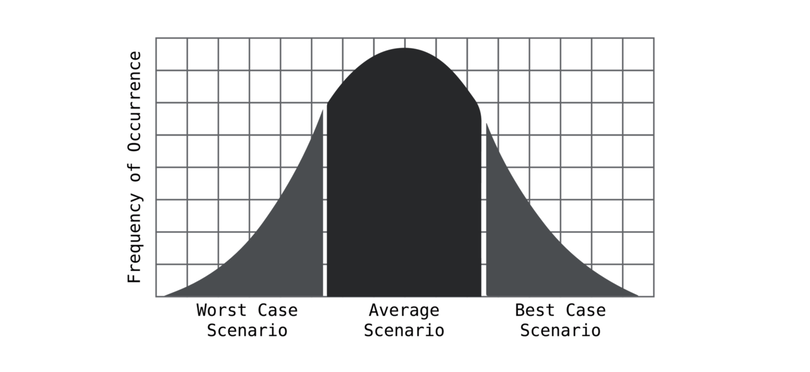 Frequency of Occurrence
Worst Case
Scenario
Average
Scenario
Best Case
Scenario